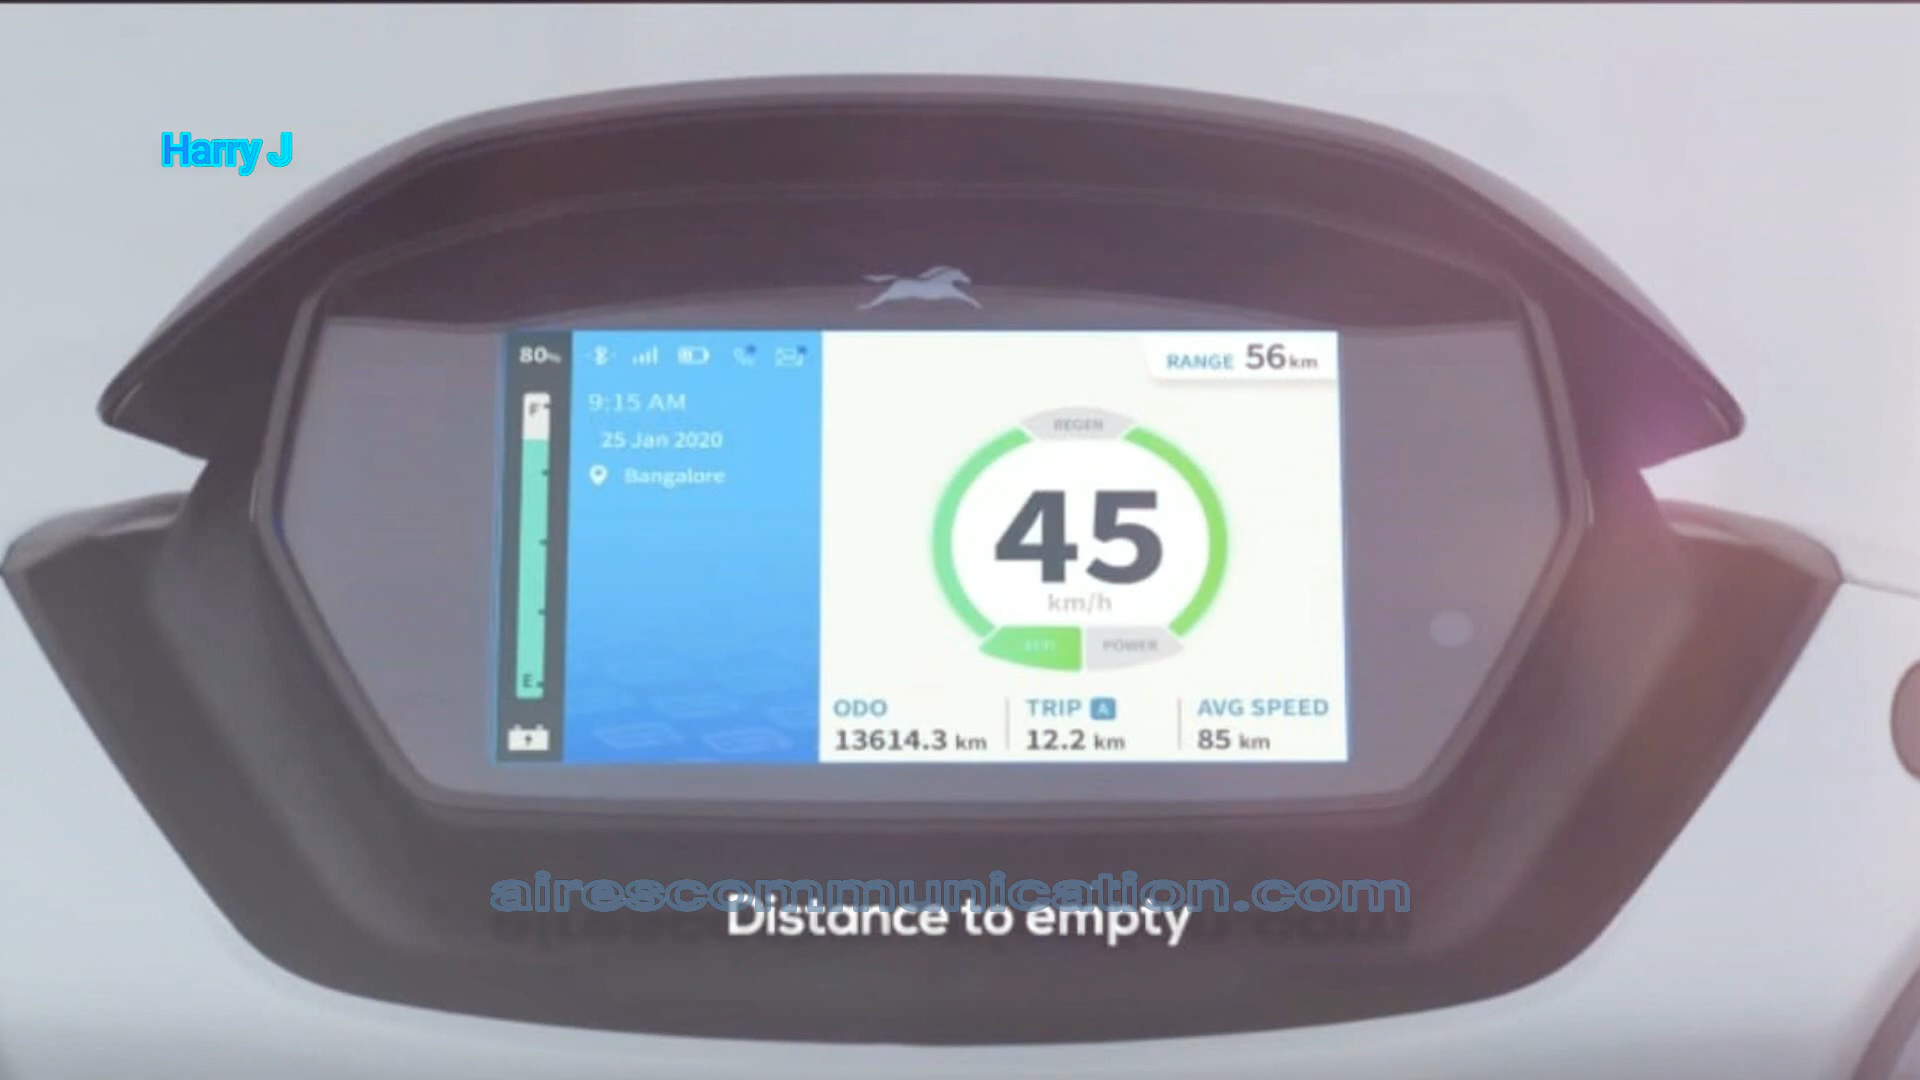 Harry J
80%
9:15 AM
25 Jan 2020
Bangalore
F
E
RANGE 56 km
REGEN
45
km/h
ECO POWER
ODO
13614.3 km
TRIP A
12.2 km
AVG SPEED
85 km
airescommunication.com
Distance to empty